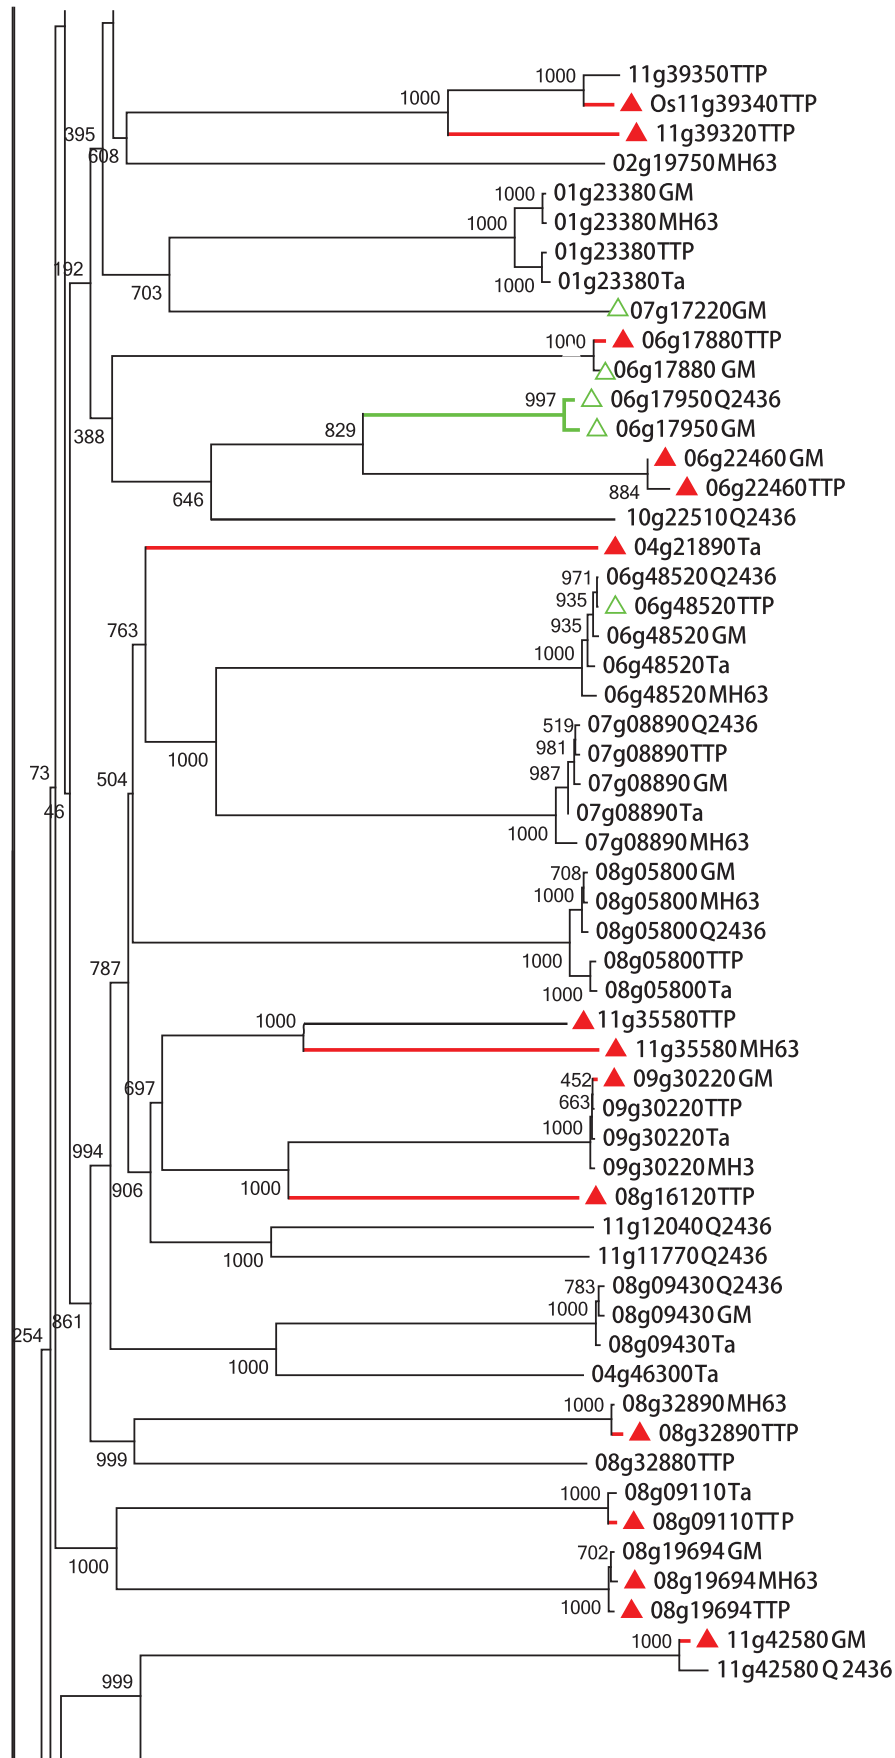 1000 11g39350TTP
1000 Os11g39340TTP
11g39320TTP
395
608
02g19750MH63
1000 01g23380GM
01g23380MH63
1000
01g23380TTP
1000 01g23380Ta
192
703
07g17220GM
1000 06g17880TTP
06g17880 GM
997 06g17950Q2436
06g17950GM
829
388
06g22460GM
884 06g22460TTP
646
10g22510Q2436
04g21890Ta
971 06g48520Q2436
935 06g48520TTP
935 06g48520GM
763
1000 06g48520Ta
06g48520MH63
519 07g08890Q2436
981 07g08890TTP
1000
987 07g08890GM
73
504
46
07g08890Ta
1000 07g08890MH63
708 08g05800GM
1000 08g05800MH63
08g05800Q2436
1000 08g05800TTP
787
1000 08g05800Ta
1000 11g35580TTP
11g35580MH63
452 09g30220GM
697
663 09g30220TTP
1000 09g30220Ta
994
09g30220MH3
906
1000 08g16120TTP
11g12040Q2436
1000 11g11770Q2436
783 08g09430Q2436
1000 08g09430GM
861
254
08g09430Ta
1000 04g46300Ta
1000 08g32890MH63
08g32890TTP
999 08g32880TTP
1000 08g09110Ta
08g09110TTP
702 08g19694GM
1000
08g19694MH63
1000 08g19694TTP
1000 11g42580GM
11g42580Q2436
999